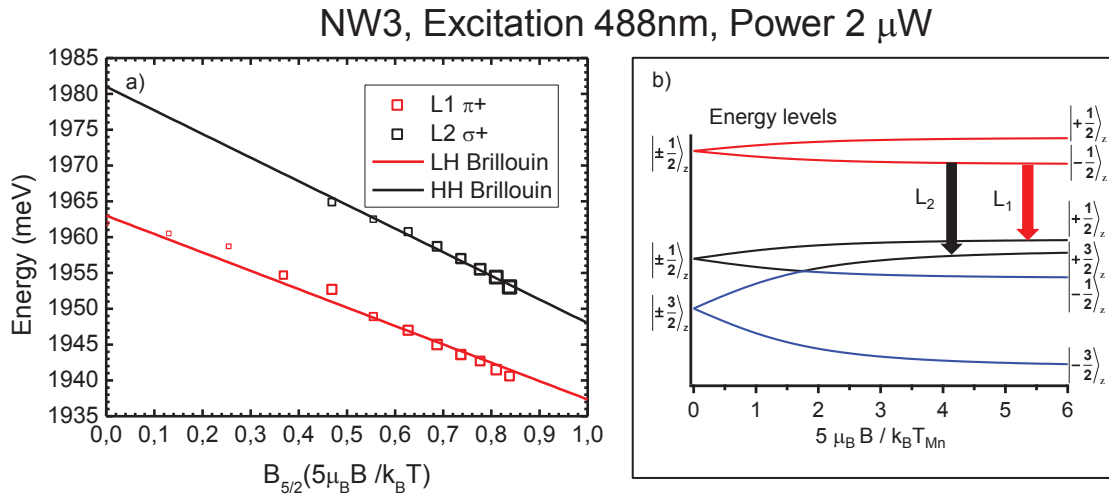 NW3, Excitation 488nm, Power 2 μW
a)
1985
1980
1975
1970
1965
1960
1955
1950
1945
1940
1935
Energy (meV)
L1 π+
L2 σ+
LH Brillouin
HH Brillouin
0,0 0,1 0,2 0,3 0,4 0,5 0,6 0,7 0,8 0,9 1,0
B5/2(5μBB /kBT)
b)
Energy levels
|±1/2⟩z
|±1/2⟩z
|±3/2⟩z
L2
L1
|+1/2⟩z
|−1/2⟩z
|+1/2⟩z
|+3/2⟩z
|−1/2⟩z
|−3/2⟩z
0 1 2 3 4 5 6
5 μB B / kBTMn